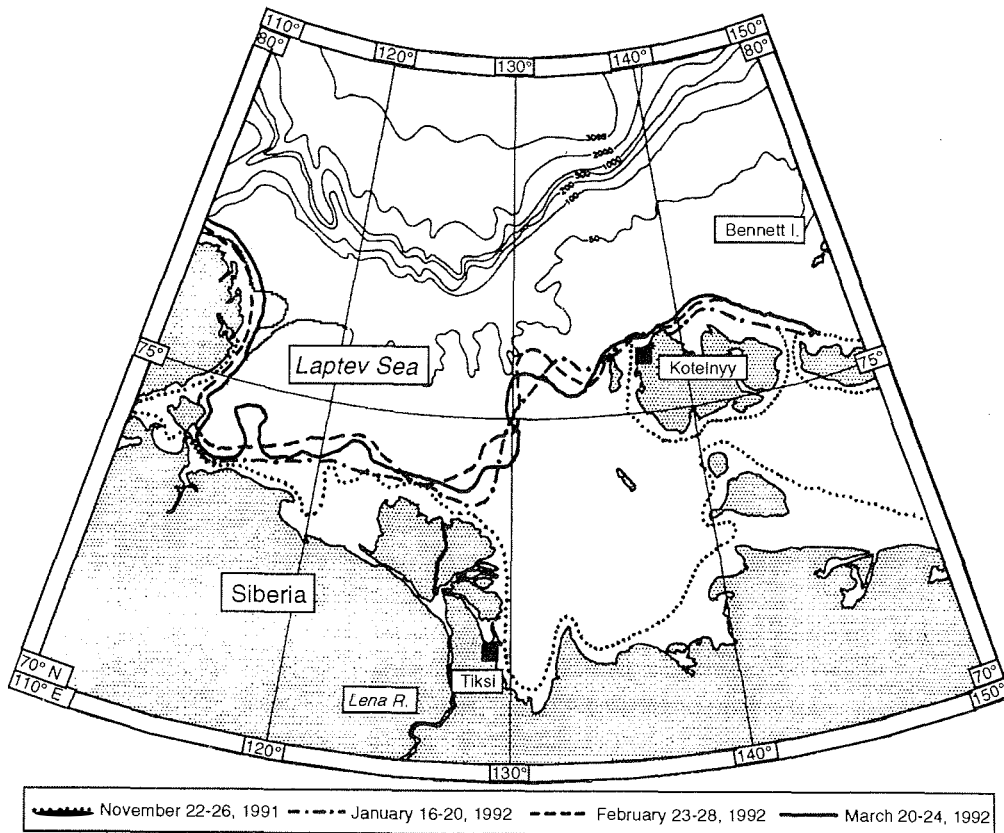 110°
150°
80°
80°
120°
130°
140°
3000
2000
500
1000
200
100
50
Bennett I.
75°
75°
Laptev Sea
Kotelnyy
Siberia
Tiksi
Lena R.
70° N
70°
110° E
150°
120°
130°
140°
November 22-26, 1991 January 16-20, 1992 February 23-28, 1992 March 20-24, 1992